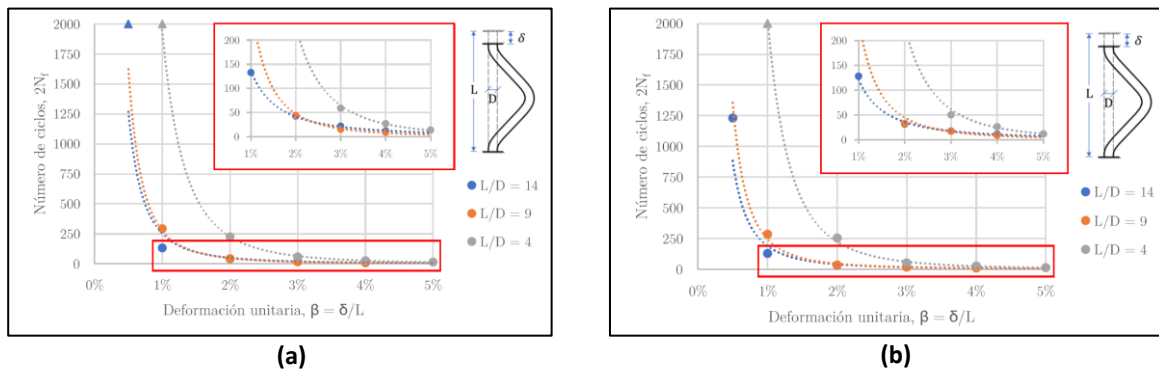 2000
1750
1500
1250
1000
750
500
250
0
Número de ciclos, 2Nf
0%
1%
2%
3%
4%
5%
Deformación unitaria, β = δ/L
200
150
100
50
0
1%
2%
3%
4%
5%
δ
L
D
L/D = 14
L/D = 9
L/D = 4
(a)
2000
1750
1500
1250
1000
750
500
250
0
Número de ciclos, 2Nf
0%
1%
2%
3%
4%
5%
Deformación unitaria, β = δ/L
200
150
100
50
0
1%
2%
3%
4%
5%
δ
L
D
L/D = 14
L/D = 9
L/D = 4
(b)